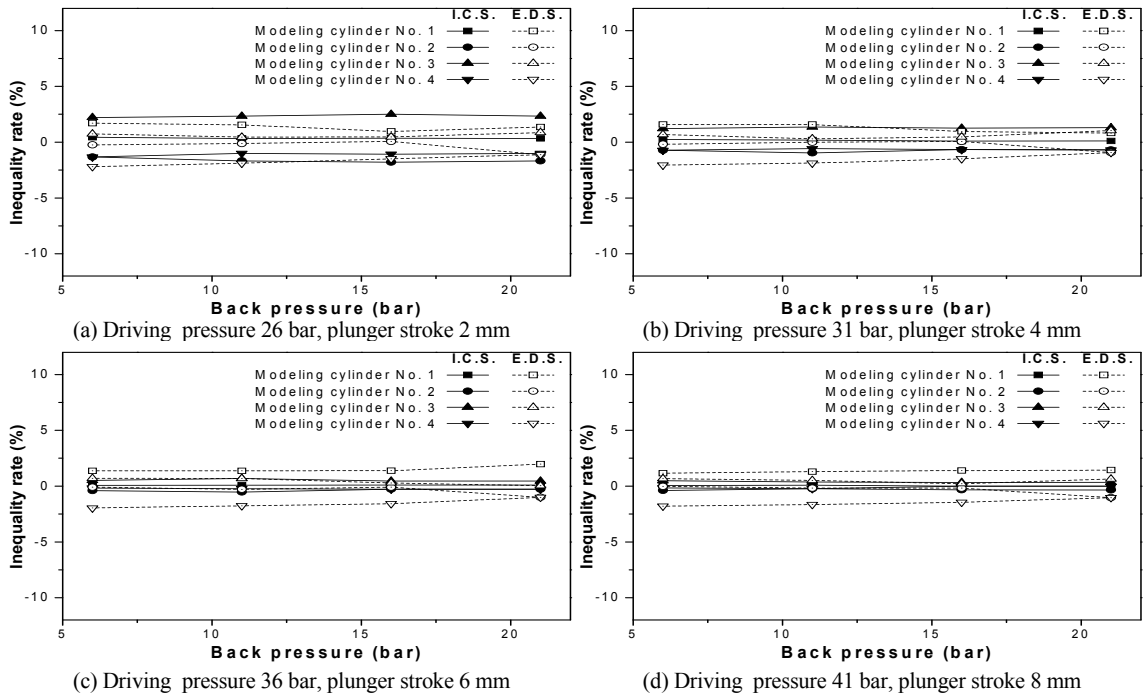 I.C.S. E.D.S.
Modeling cylinder No. 1
Modeling cylinder No. 2
Modeling cylinder No. 3
Modeling cylinder No. 4
Inequality rate (%)
10
5
0
-5
-10
5 10 15 20
Back pressure (bar)
(a) Driving pressure 26 bar, plunger stroke 2 mm
I.C.S. E.D.S.
Modeling cylinder No. 1
Modeling cylinder No. 2
Modeling cylinder No. 3
Modeling cylinder No. 4
Inequality rate (%)
10
5
0
-5
-10
5 10 15 20
Back pressure (bar)
(b) Driving pressure 31 bar, plunger stroke 4 mm
I.C.S. E.D.S.
Modeling cylinder No. 1
Modeling cylinder No. 2
Modeling cylinder No. 3
Modeling cylinder No. 4
Inequality rate (%)
10
5
0
-5
-10
5 10 15 20
Back pressure (bar)
(c) Driving pressure 36 bar, plunger stroke 6 mm
I.C.S. E.D.S.
Modeling cylinder No. 1
Modeling cylinder No. 2
Modeling cylinder No. 3
Modeling cylinder No. 4
Inequality rate (%)
10
5
0
-5
-10
5 10 15 20
Back pressure (bar)
(d) Driving pressure 41 bar, plunger stroke 8 mm